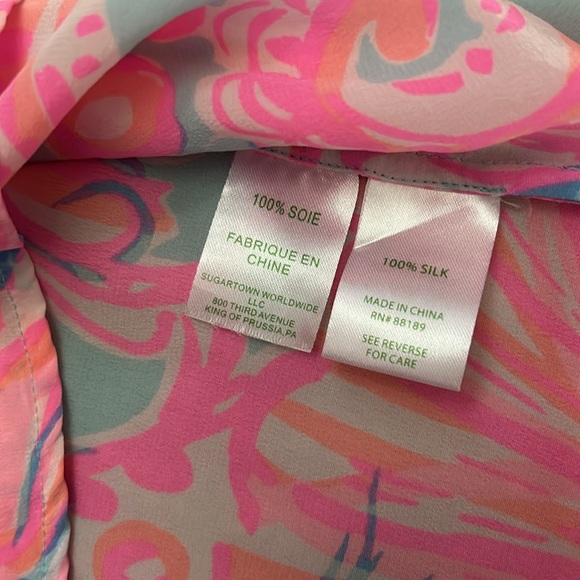 100% SOIE
FABRIQUE EN
CHINE
SUGARTOWN WORLDWIDE
LLC
800 THIRD AVENUE
KING OF PRUSSIA,PA
100% SILK
MADE IN CHINA
RN# 88189
SEE REVERSE
FOR CARE